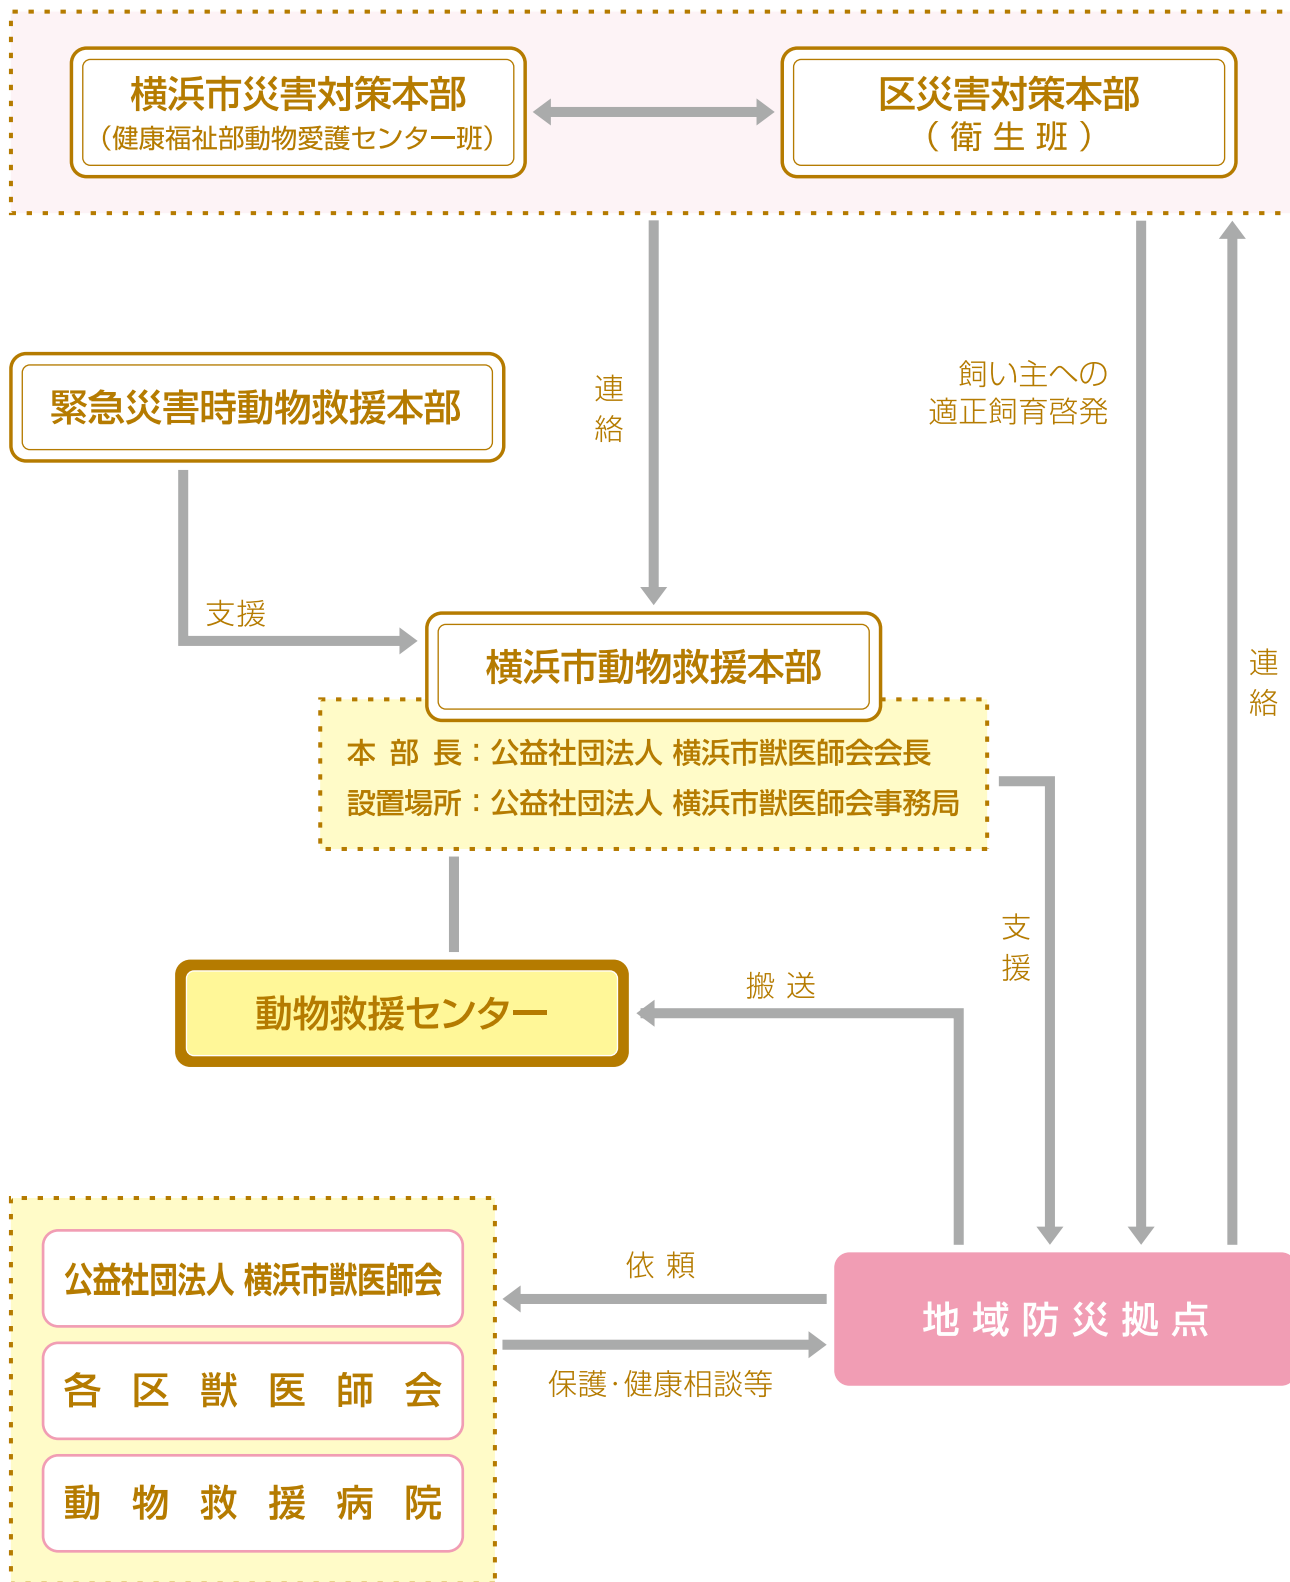 横浜市災害対策本部
（健康福祉部動物愛護センター班）
区災害対策本部
（衛生班）
緊急災害時動物救援本部
連絡
飼い主への
適正飼育啓発
支援
横浜市動物救援本部
連絡
本部長：公益社団法人 横浜市獣医師会会長
設置場所：公益社団法人 横浜市獣医師会事務局
支援
搬送
動物救援センター
公益社団法人 横浜市獣医師会
各区獣医師会
動物救援病院
依頼
保護・健康相談等
地域防災拠点